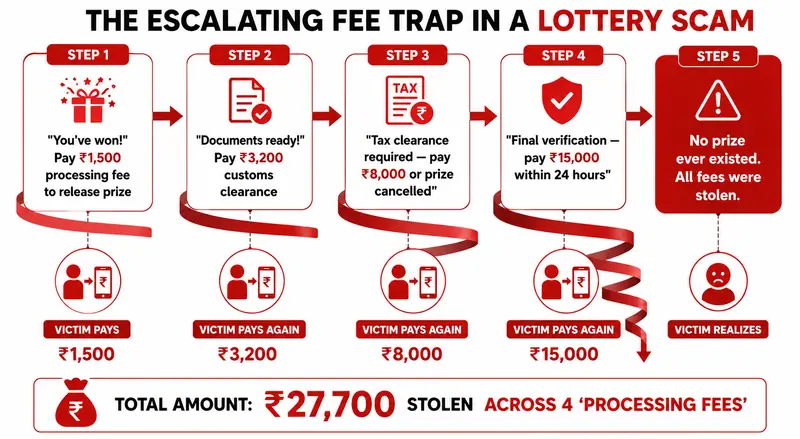 THE ESCALATING FEE TRAP IN A LOTTERY SCAM
STEP 1
"You've won!"
Pay ₹1,500
processing fee
to release prize
STEP 2
"Documents ready!"
Pay ₹3,200
customs
clearance
STEP 3
TAX
₹
"Tax clearance
required — pay
₹8,000 or prize
cancelled"
STEP 4
"Final verification —
pay ₹15,000
within 24 hours"
STEP 5
No prize
ever existed.
All fees were
stolen.
₹
₹
₹
₹
VICTIM PAYS
₹1,500
VICTIM PAYS AGAIN
₹3,200
VICTIM PAYS AGAIN
₹8,000
VICTIM PAYS AGAIN
₹15,000
VICTIM REALIZES
₹
TOTAL AMOUNT: ₹27,700 STOLEN ACROSS 4 'PROCESSING FEES'